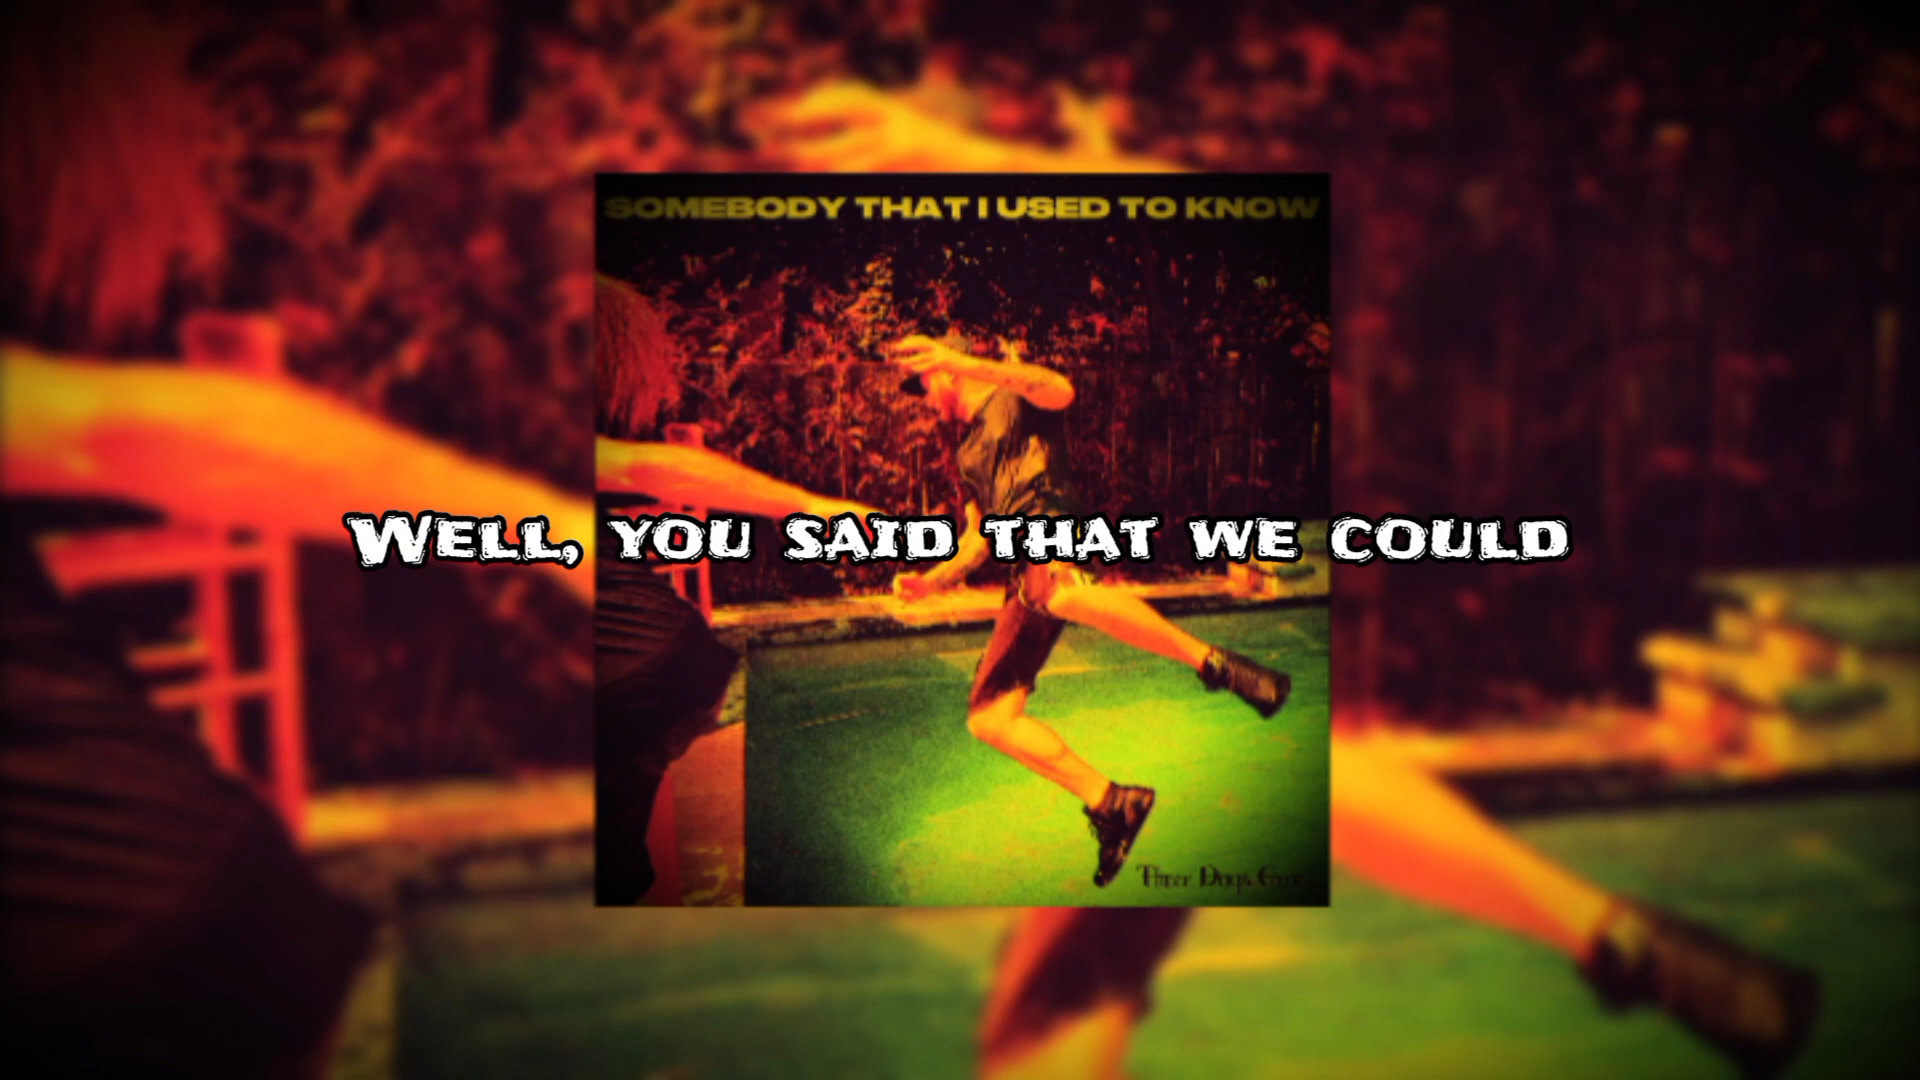 SOMEBODY THAT I USED TO KNOW
WELL, YOU SAID THAT WE COULD
Three Days Grace